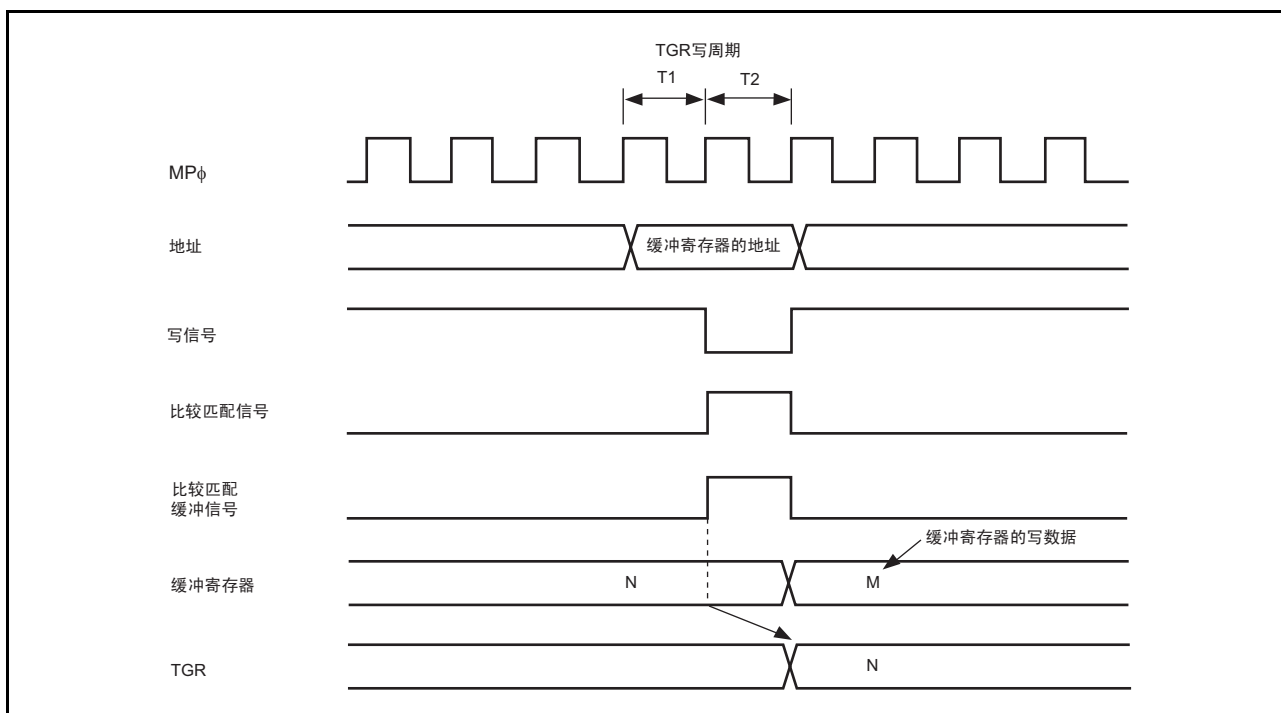 TGR写周期
T1
T2
MPφ
地址
缓冲寄存器的地址
写信号
比较匹配信号
比较匹配
缓冲信号
缓冲寄存器的写数据
缓冲寄存器
N
M
TGR
N